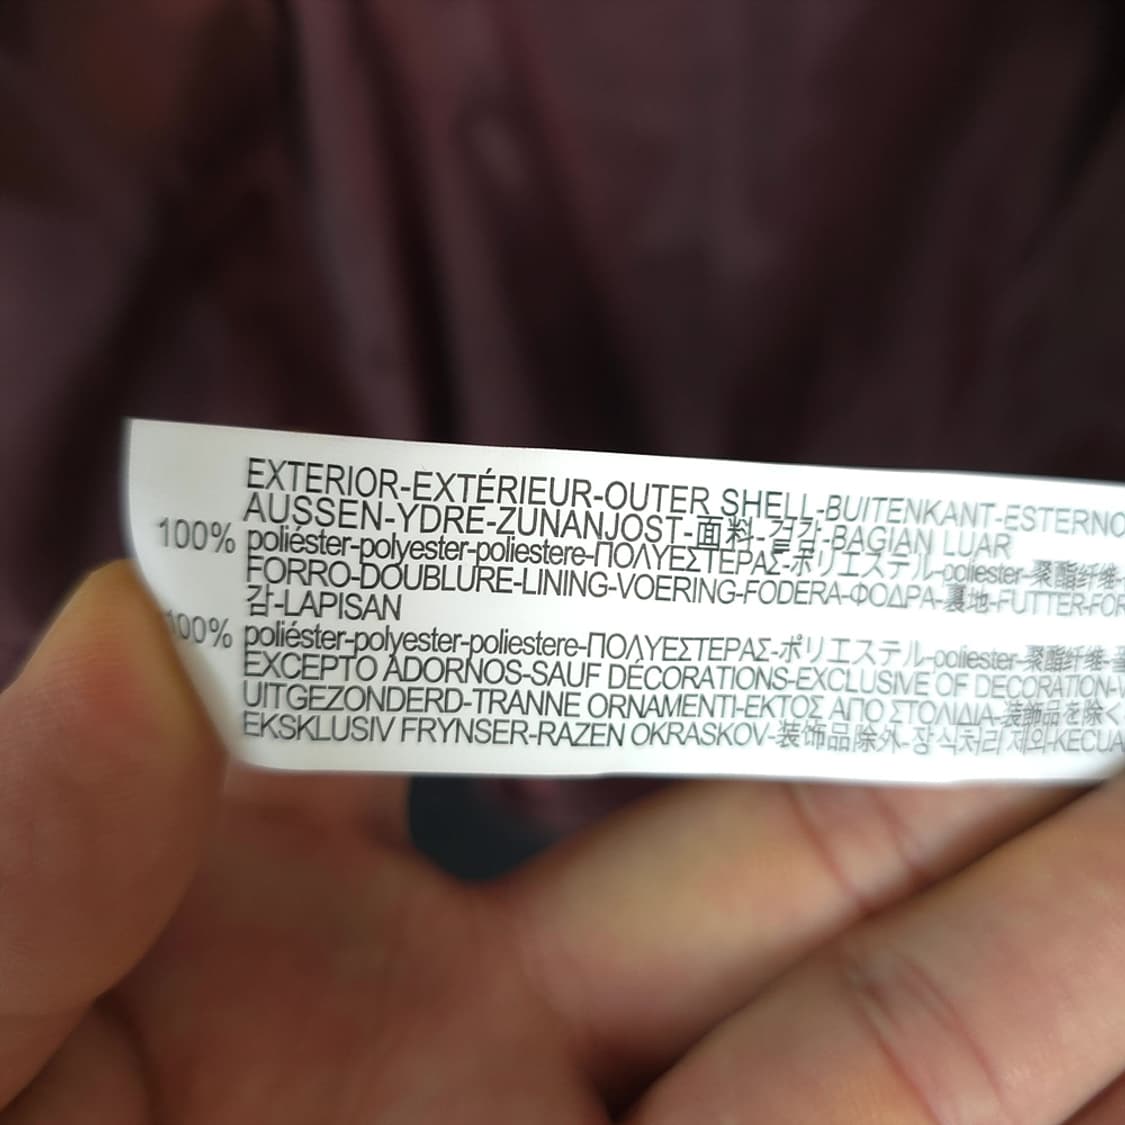 EXTERIOR-EXTÉRIEUR-OUTER SHELL-BUITENKANT-ESTERNO
AUSSEN-YDRE-ZUNANJOST-面料-겉감-BAGIAN LUAR
100% poliéster-polyester-poliestere-ΠΟΛΥΕΣΤΕΡΑΣ-ポリエステル-poliester-聚酯纤维-
FORRO-DOUBLURE-LINING-VOERING-FODERA-ΦΟΔΡΑ-裏地-FUTTER-FOR
감-LAPISAN
100% poliéster-polyester-poliestere-ΠΟΛΥΕΣΤΕΡΑΣ-ポリエステル-poliester-聚酯纤维-
EXCEPTO ADORNOS-SAUF DÉCORATIONS-EXCLUSIVE OF DECORATION-
UITGEZONDERD-TRANNE ORNAMENTI-ΕΚΤΟΣ ΑΠΟ ΣΤΟΛΙΔΙΑ-装飾品を除く
EKSKLUSIV FRYNSER-RAZEN OKRASKOV-装饰品除外-장식처리 제외-KECUA